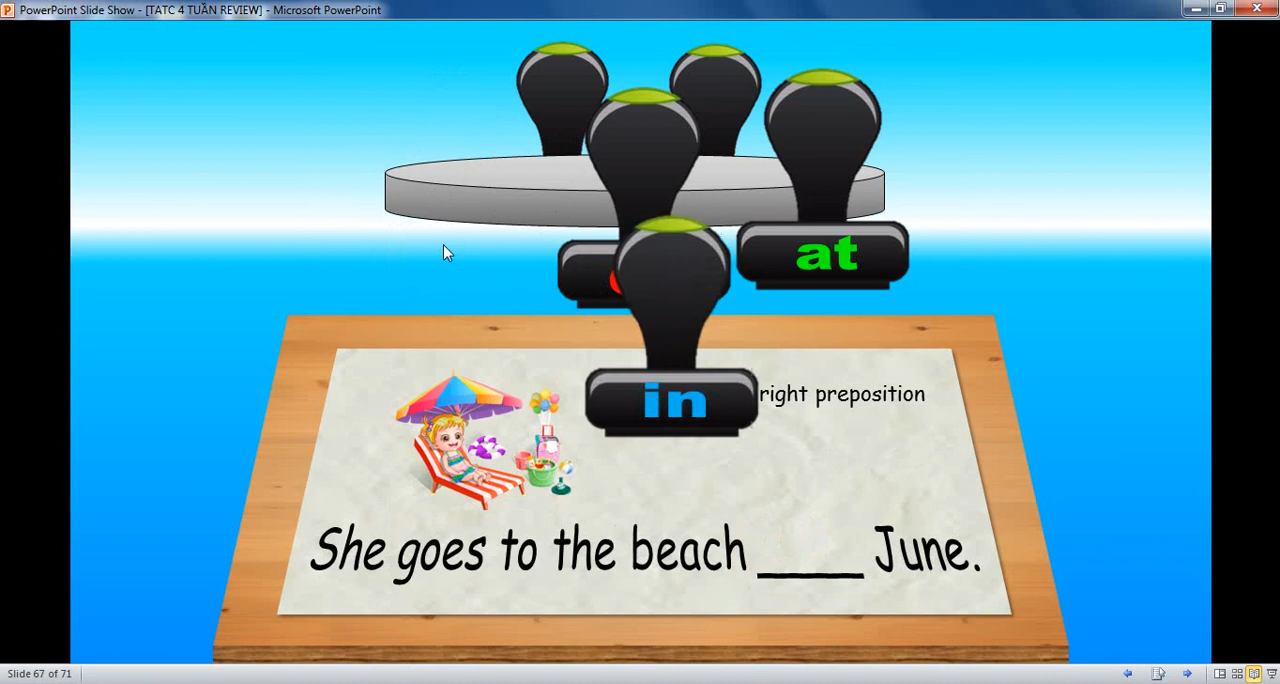 PowerPoint Slide Show - [TATC 4 TUẦN REVIEW] - Microsoft PowerPoint
at
in
right preposition
She goes to the beach ____ June.
Slide 67 of 71